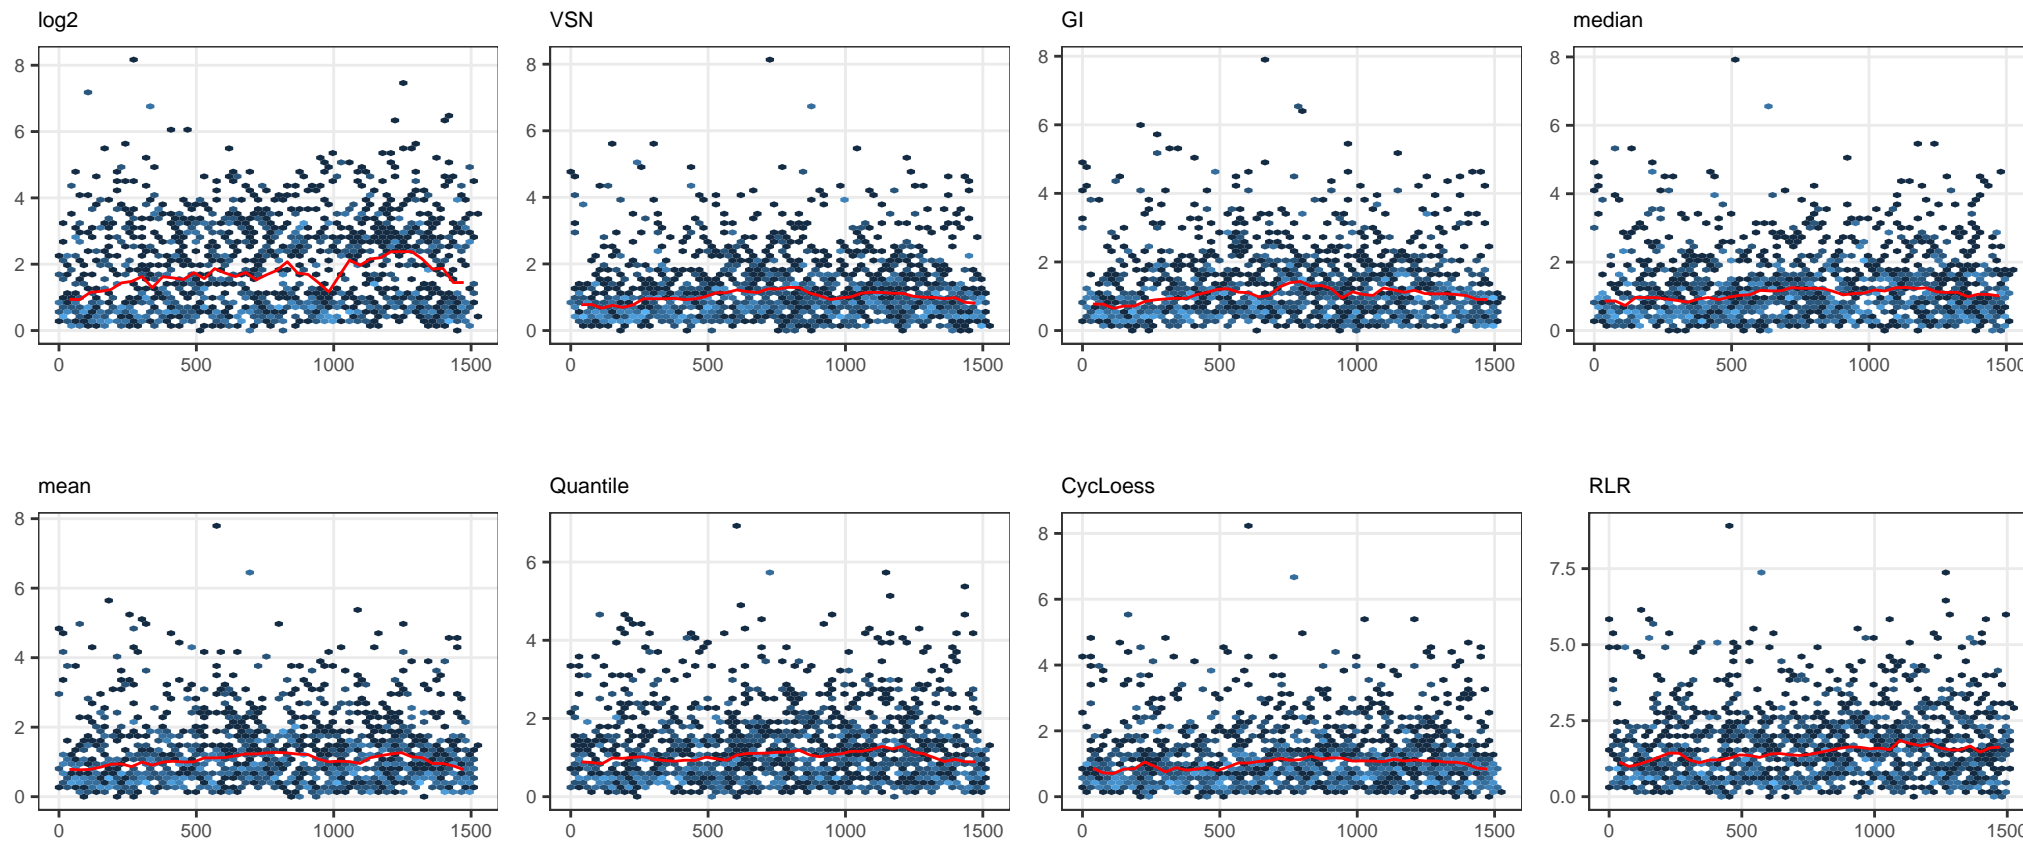 log2 VSN GI median
8 8 8 8
6 6 6 6
4 4 4 4
2 2 2 2
0 0 0 0
0 500 1000 1500 0 500 1000 1500 0 500 1000 1500 0 500 1000 1500
mean Quantile CycLoess RLR
8 6 8 7.5
6 4 6 5.0
4 2 4 2.5
2 0 2 0.0
0 0
0 500 1000 1500 0 500 1000 1500 0 500 1000 1500 0 500 1000 1500